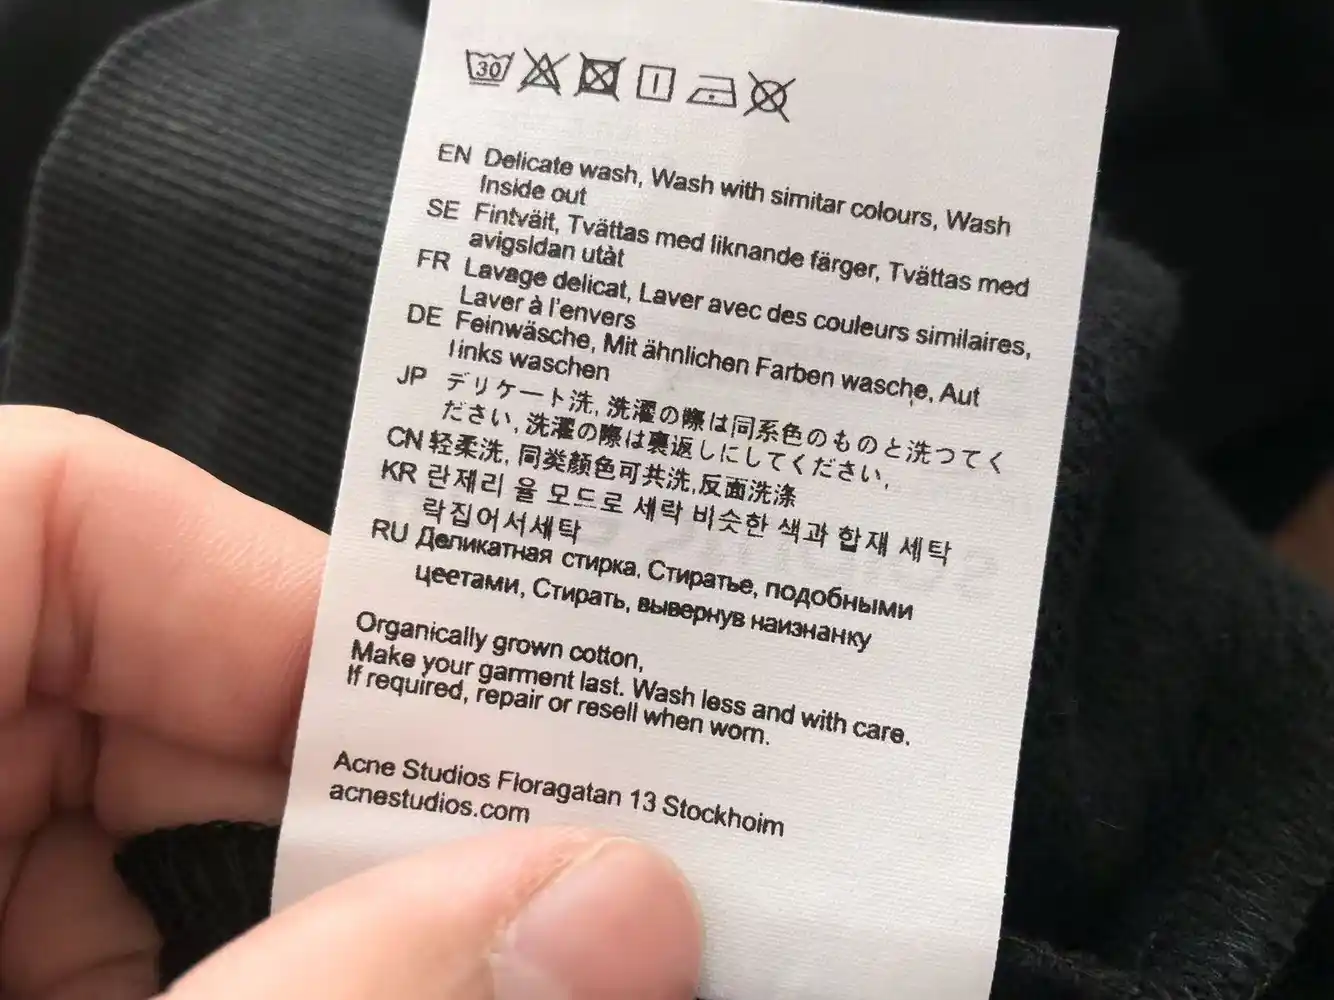 30
EN Delicate wash, Wash with simitar colours, Wash
Inside out
SE Fintväit, Tvättas med liknande färger, Tvättas med
avigsldan utàt
FR Lavage delicat, Laver avec des couleurs similaires,
Laver à l'envers
DE Feinwäsche, Mit ähnlichen Farben wasche, Aut
links waschen
JP デリケート洗, 洗濯の際は同系色のものと洗つてく
ださい, 洗濯の際は裏返しにしてください,
CN 轻柔洗, 同类颜色可共洗,反面洗涤
KR 란제리 율 모드로 세락 비슷한 색과 합재 세탁
락집어서세탁
RU Деликатная стирка, Стиратье, подобными
цеетами, Стирать, вывернув наизнанку
Organically grown cotton,
Make your garment last. Wash less and with care.
If required, repair or resell when worn.
Acne Studios Floragatan 13 Stockhoim
acnestudios.com